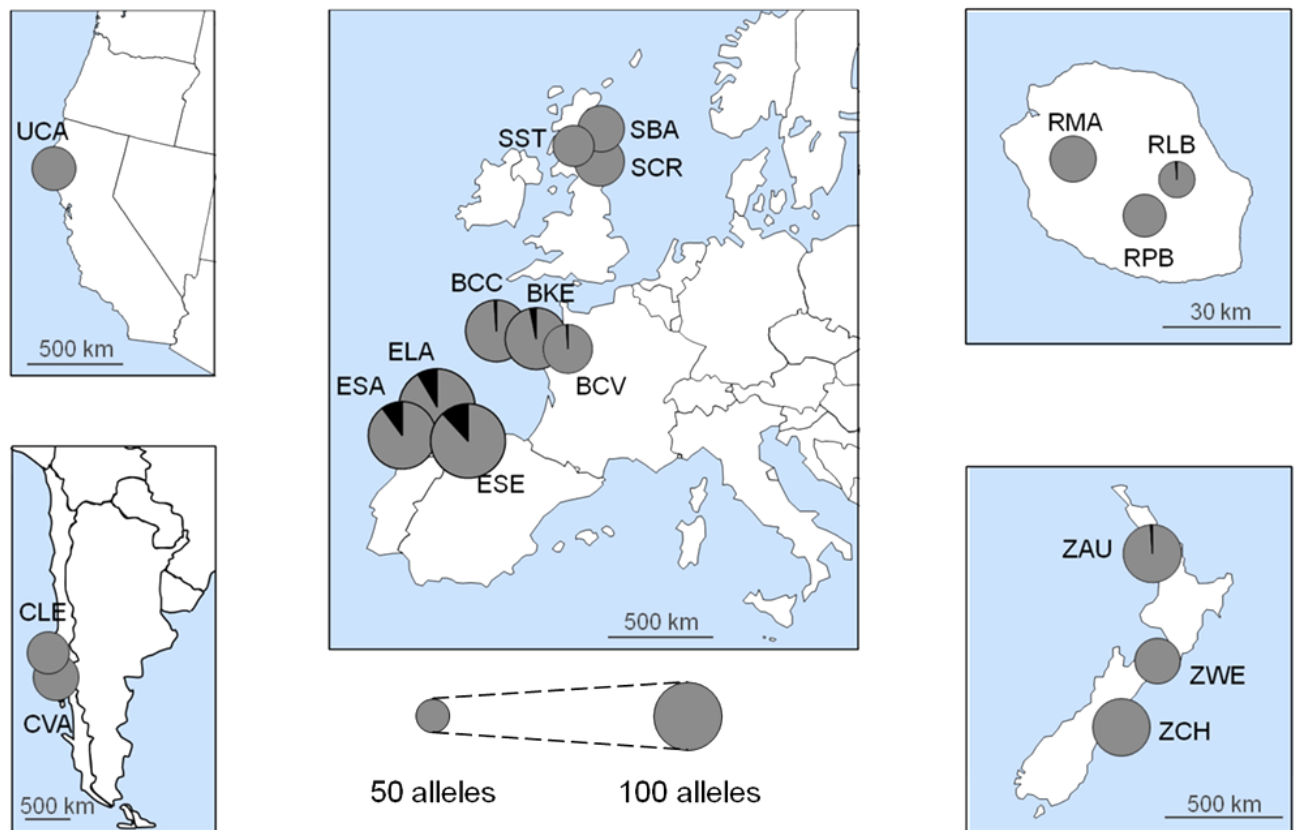 UCA
500 km
SST
SBA
SCR
BCC
BKE
ELA
ESA
BCV
ESE
500 km
RMA
RLB
RPB
30 km
CLE
CVA
500 km
50 alleles
100 alleles
ZAU
ZWE
ZCH
500 km